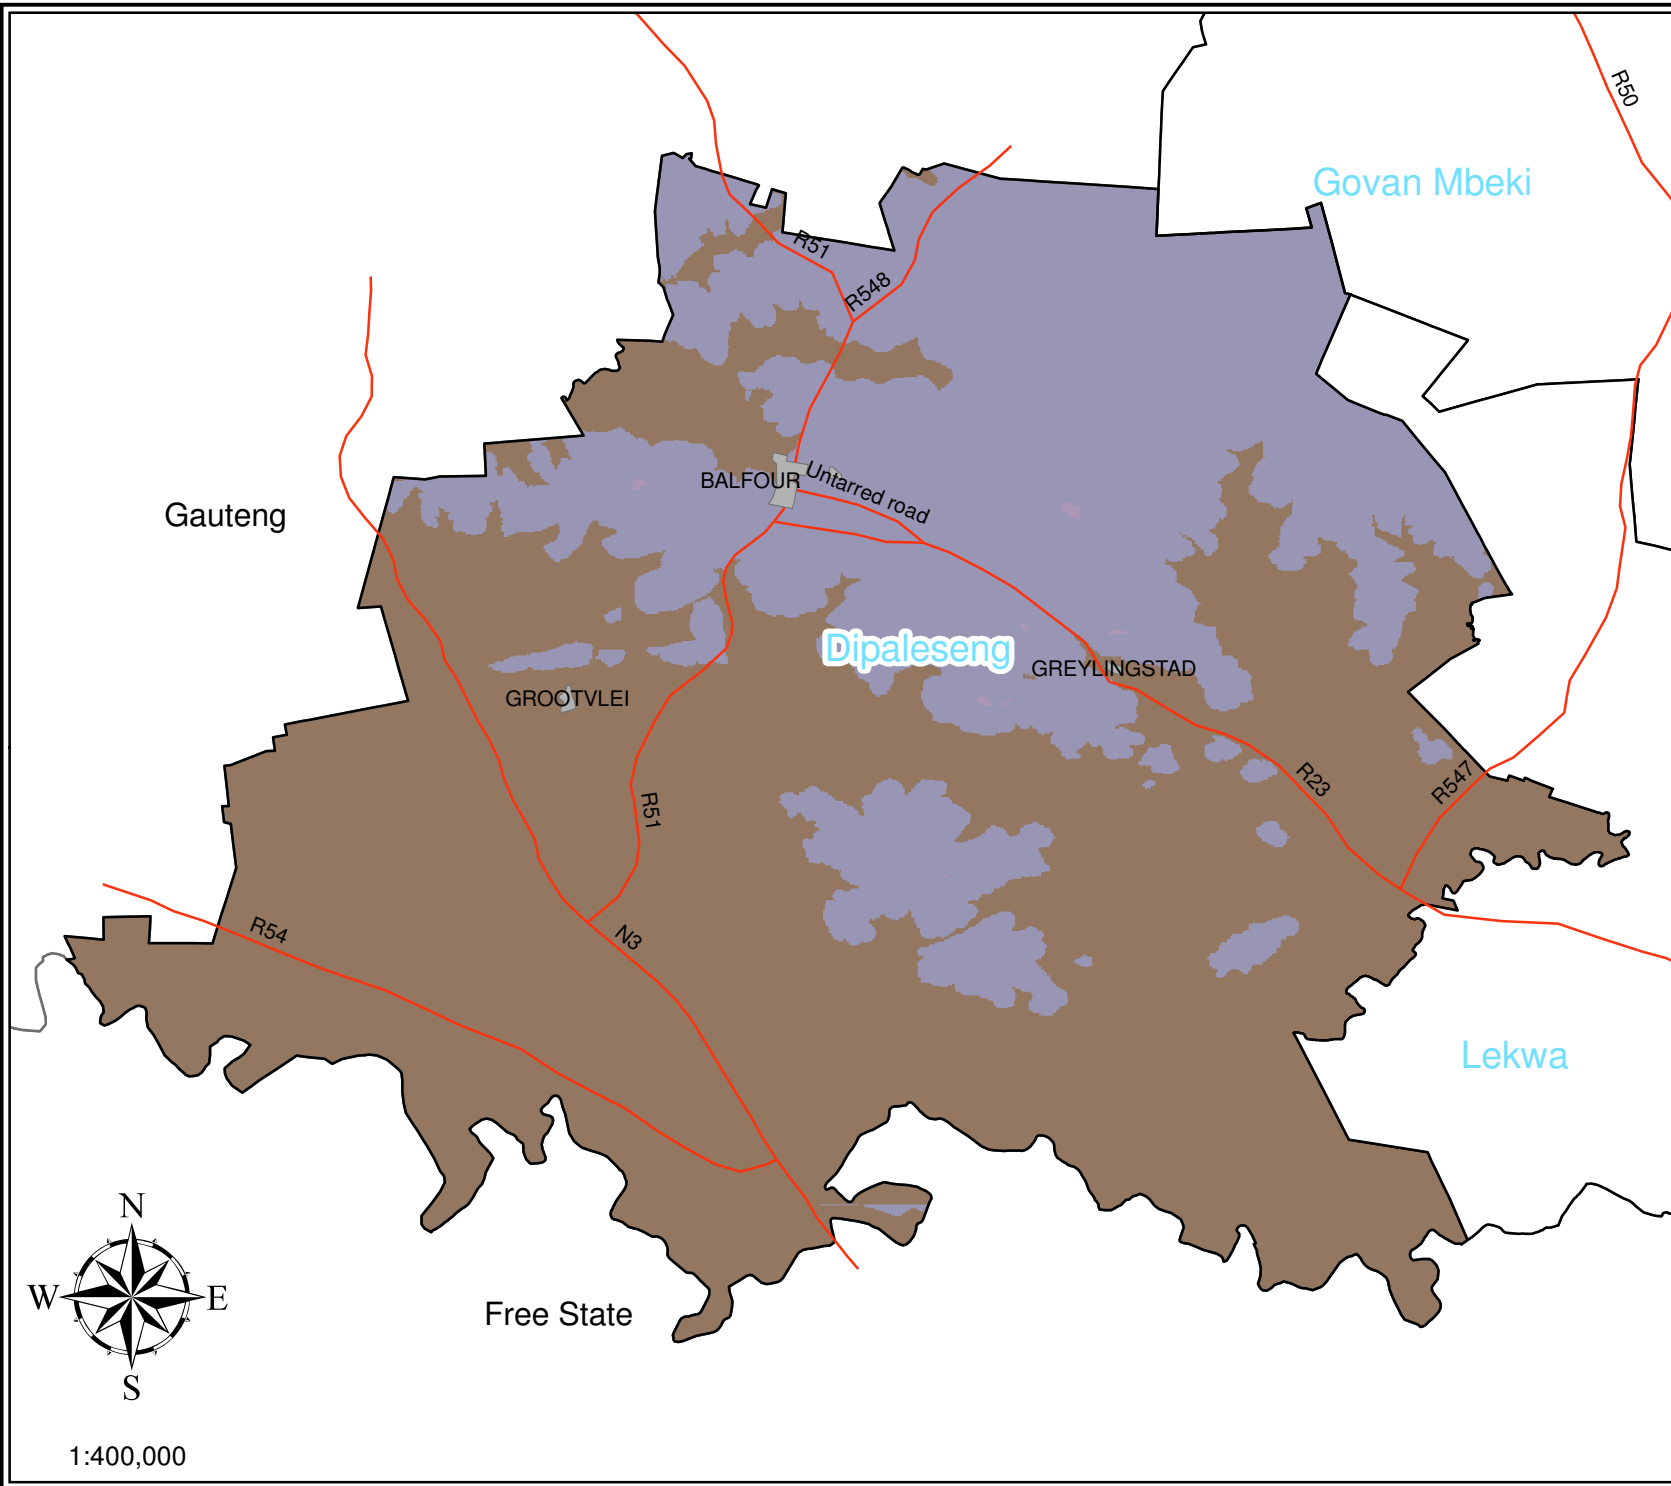 R50
Govan Mbeki
R51
R548
BALFOUR
Untarred road
Gauteng
Dipaleseng
GREYLINGSTAD
GROOTVLEI
R23
R547
R51
R54
N3
Lekwa
N
W
E
S
Free State
1:400,000